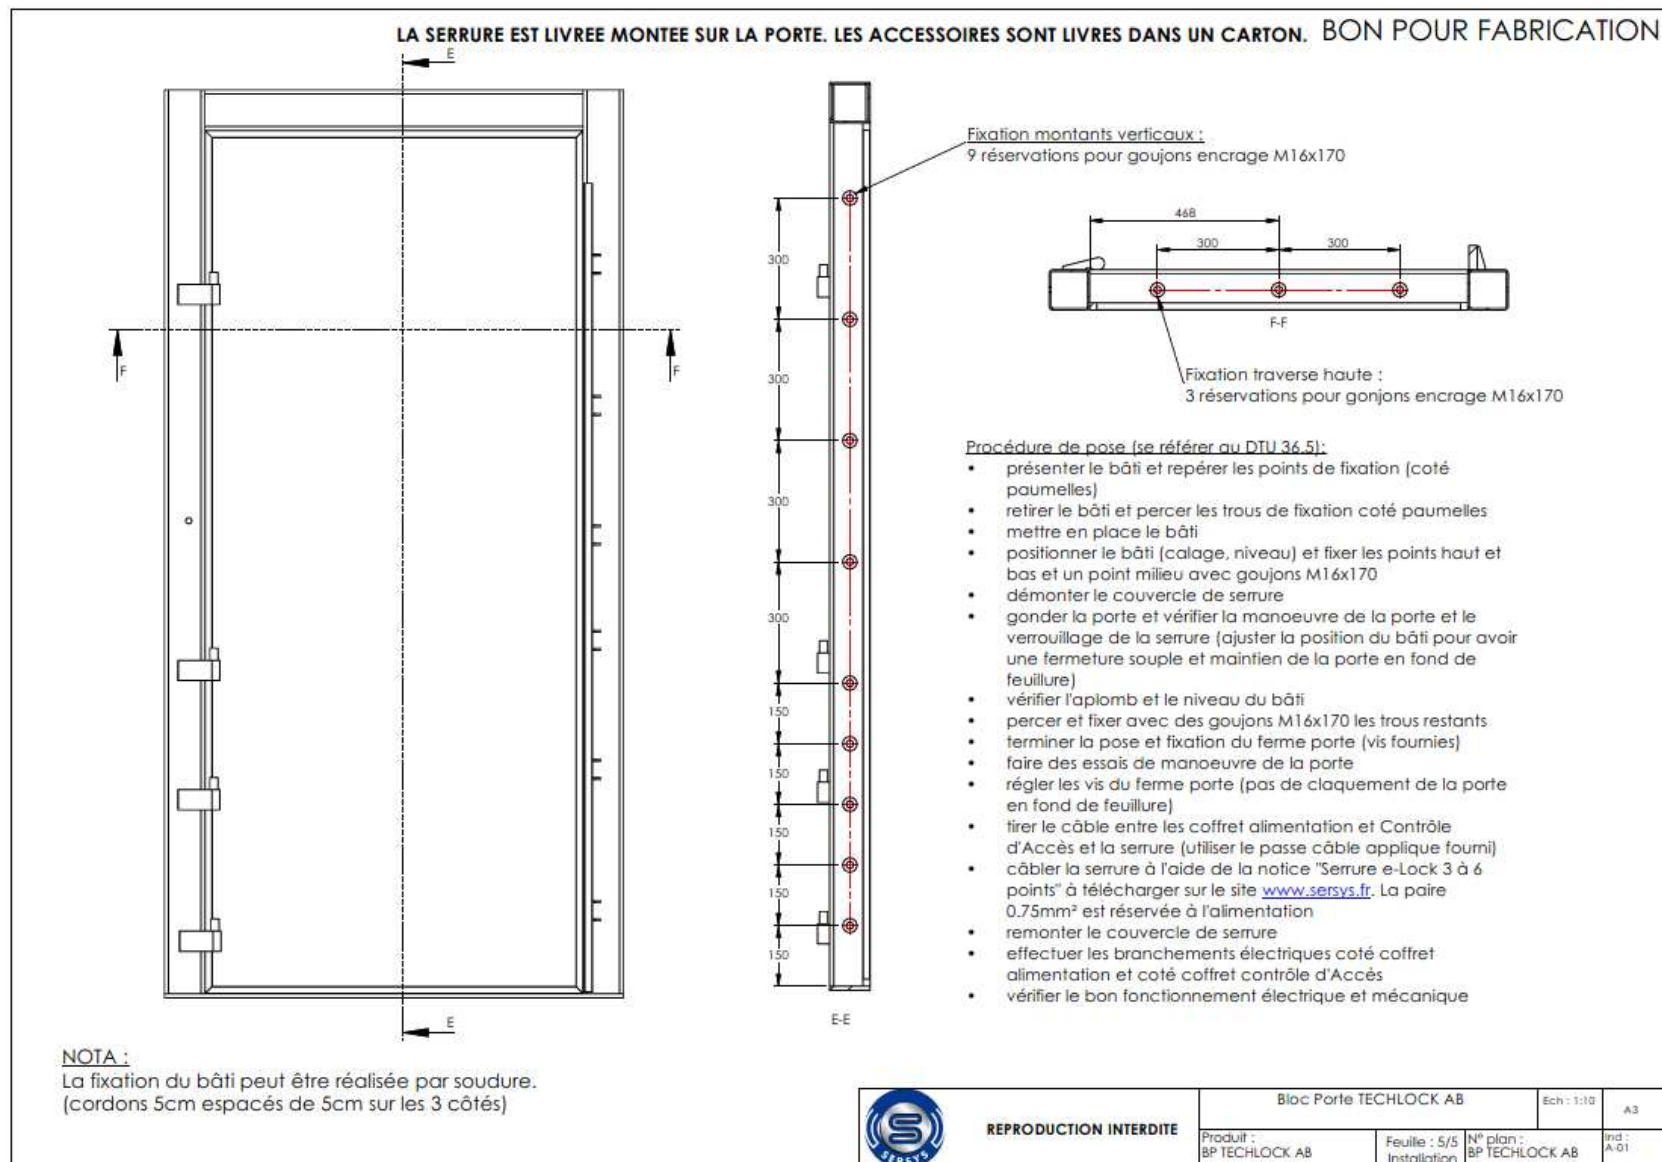 LA SERRURE EST LIVREE MONTEE SUR LA PORTE. LES ACCESSOIRES SONT LIVRES DANS UN CARTON. BON POUR FABRICATION
E
Fixation montants verticaux :
9 réservations pour goujons encrage M16x170
468
300
300
300
F-F
F
F
Fixation traverse haute :
3 réservations pour gonjons encrage M16x170
300
300
300
150
150
150
150
150
E-E
E
Procédure de pose (se référer au DTU 36.5):
• présenter le bâti et repérer les points de fixation (coté
paumelles)
• retirer le bâti et percer les trous de fixation coté paumelles
• mettre en place le bâti
• positionner le bâti (calage, niveau) et fixer les points haut et
bas et un point milieu avec goujons M16x170
• démonter le couvercle de serrure
• gonder la porte et vérifier la manoeuvre de la porte et le
verrouillage de la serrure (ajuster la position du bâti pour avoir
une fermeture souple et maintien de la porte en fond de
feuillure)
• vérifier l'aplomb et le niveau du bâti
• percer et fixer avec des goujons M16x170 les trous restants
• terminer la pose et fixation du ferme porte (vis fournies)
• faire des essais de manoeuvre de la porte
• régler les vis du ferme porte (pas de claquement de la porte
en fond de feuillure)
• tirer le câble entre les coffret alimentation et Contrôle
d'Accès et la serrure (utiliser le passe câble applique fourni)
• câbler la serrure à l'aide de la notice "Serrure e-Lock 3 à 6
points" à télécharger sur le site www.sersys.fr. La paire
0.75mm² est réservée à l'alimentation
• remonter le couvercle de serrure
• effectuer les branchements électriques coté coffret
alimentation et coté coffret contrôle d'Accès
• vérifier le bon fonctionnement électrique et mécanique
NOTA :
La fixation du bâti peut être réalisée par soudure.
(cordons 5cm espacés de 5cm sur les 3 côtés)
S
SERSYS
REPRODUCTION INTERDITE
Bloc Porte TECHLOCK AB
Ech : 1:10
A3
Produit :
BP TECHLOCK AB
Feuille : 5/5
Installation
N° plan :
BP TECHLOCK AB
Ind :
A-01